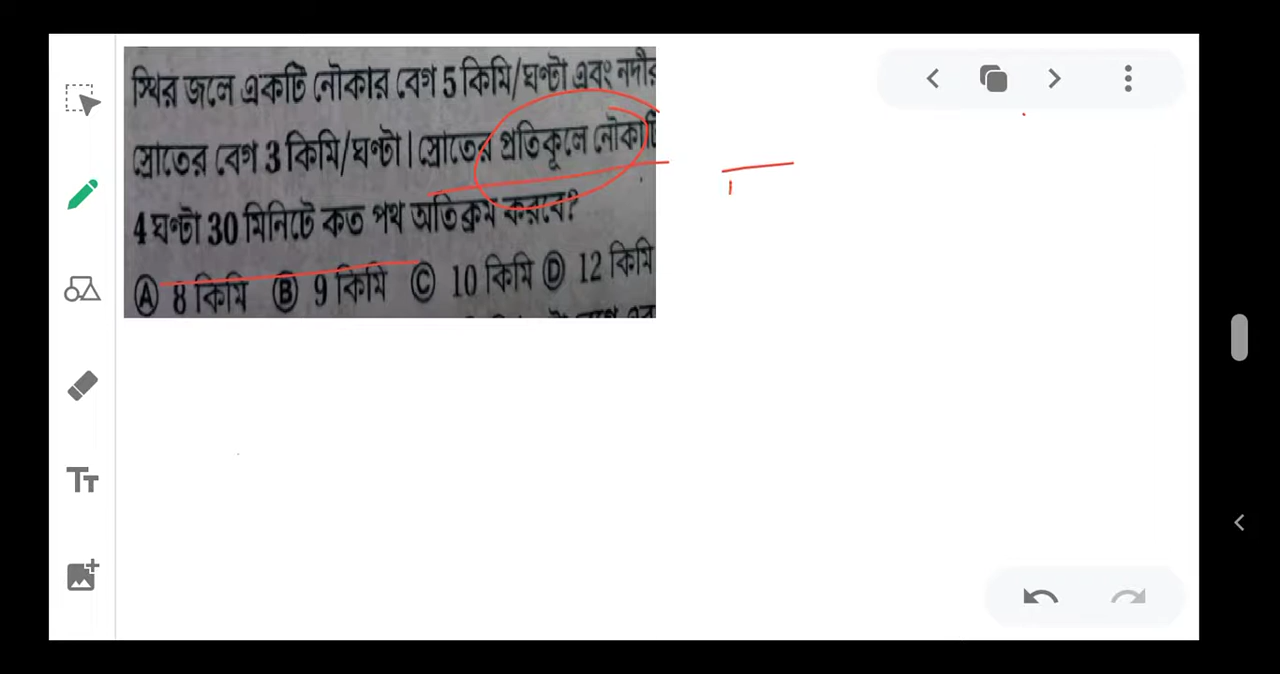 স্থির জলে একটি নৌকার বেগ 5 কিমি/ঘণ্টা এবং নদীর
স্রোতের বেগ 3 কিমি/ঘণ্টা। স্রোতের প্রতিকূলে নৌকাটি
4 ঘণ্টা 30 মিনিটে কত পথ অতিক্রম করবে?
Ⓐ 8 কিমি Ⓑ 9 কিমি Ⓒ 10 কিমি Ⓓ 12 কিমি
TT